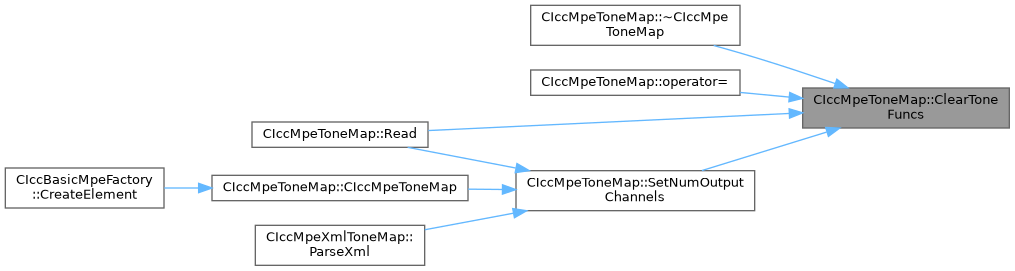 CIccMpeToneMap::~CIccMpe
ToneMap
CIccMpeToneMap::operator=
CIccMpeToneMap::ClearTone
Funcs
CIccMpeToneMap::Read
CIccBasicMpeFactory
::CreateElement
CIccMpeToneMap::CIccMpeToneMap
CIccMpeToneMap::SetNumOutput
Channels
CIccMpeXmlToneMap::
ParseXml